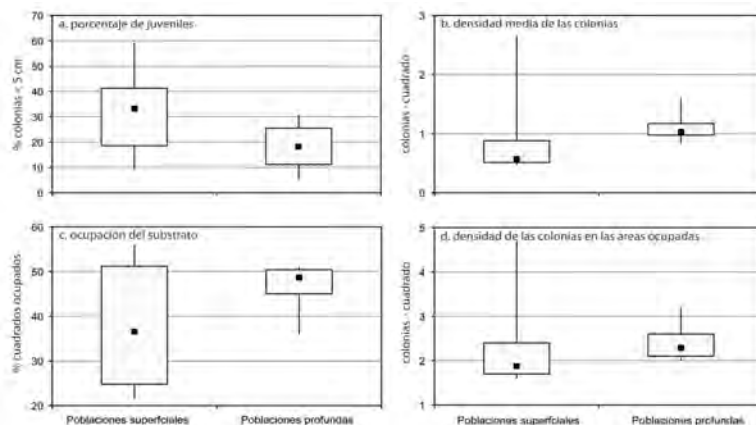 a. porcentaje de juveniles
% colonias < 5 cm
70
60
50
40
30
20
10
0
b. densidad media de las colonias
colonias · cuadrado
3
2
1
0
c. ocupación del substrato
% cuadrados ocupados
60
50
40
30
20
Poblaciones superficiales
Poblaciones profundas
d. densidad de las colonias en las áreas ocupadas
colonias · cuadrado
5
4
3
2
1
Poblaciones superficiales
Poblaciones profundas